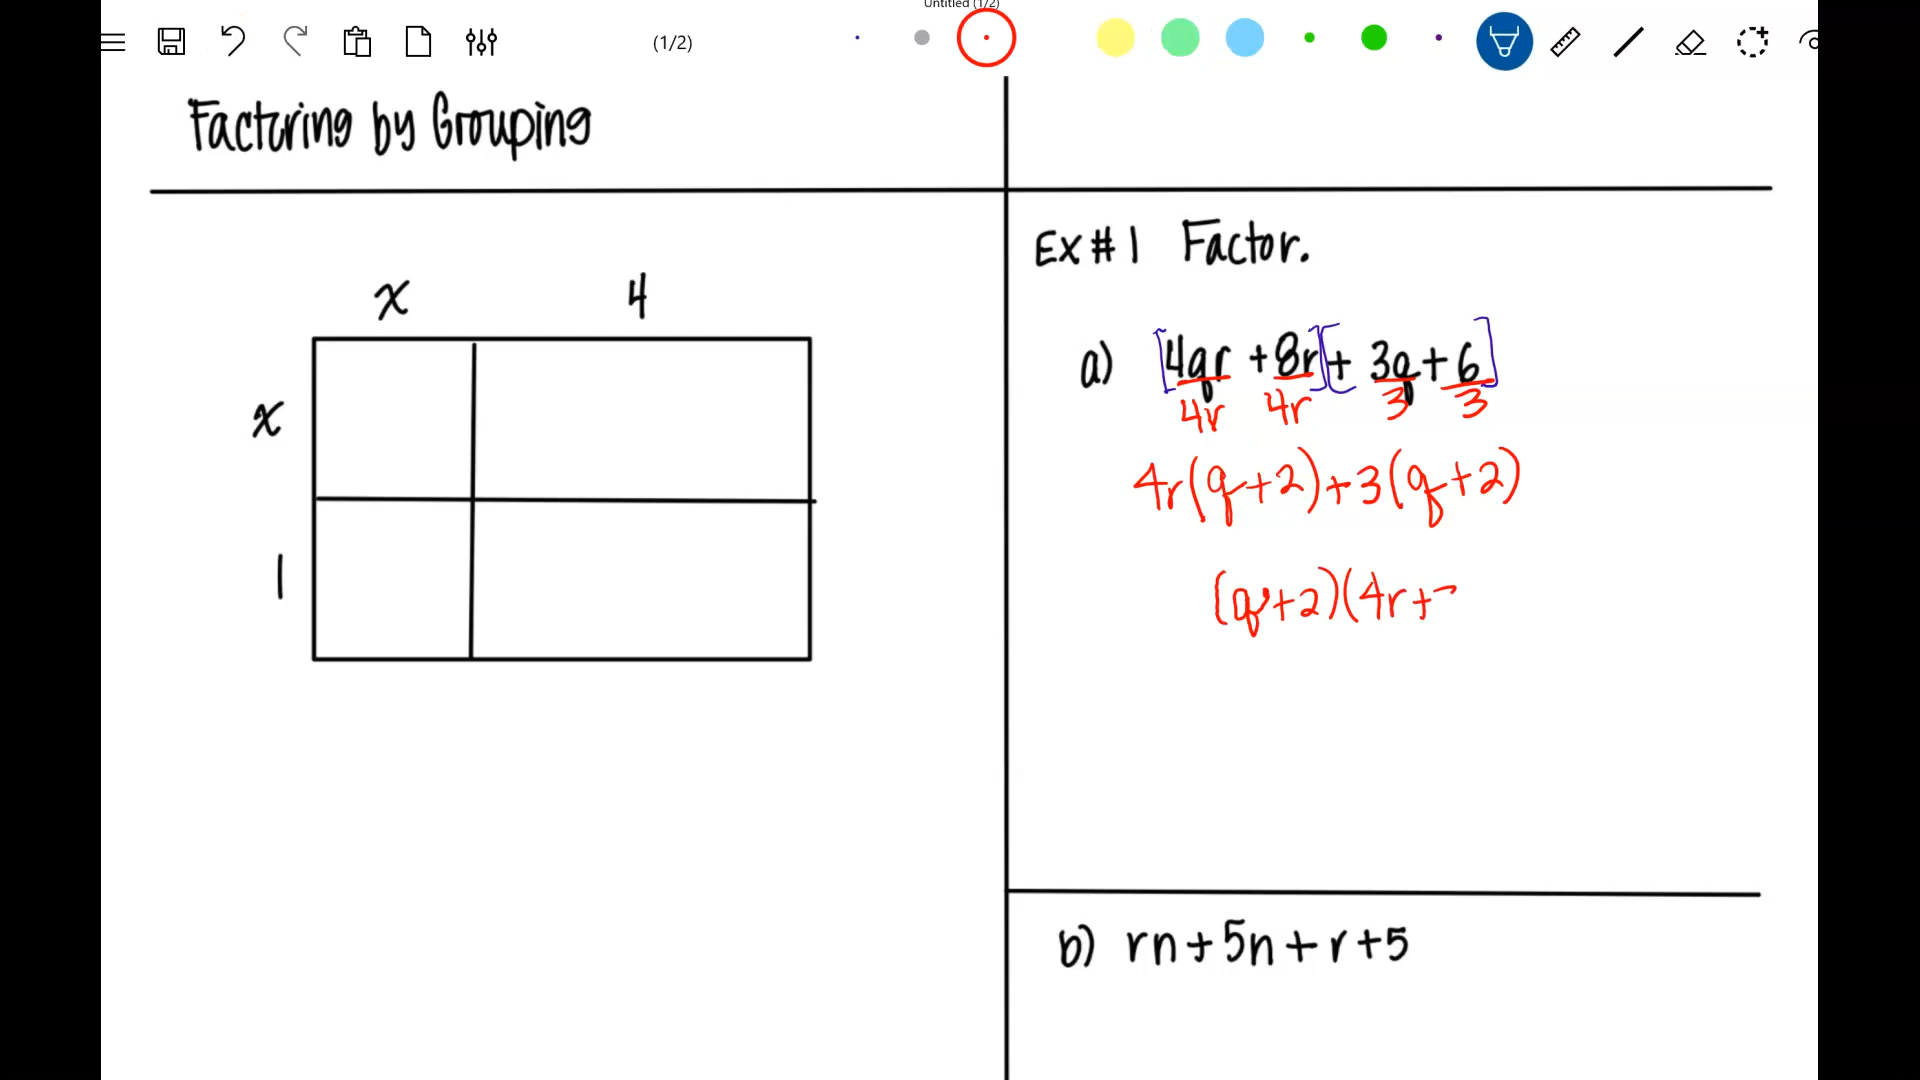 Untitled (1/2)
(1/2)
Factoring by Grouping
x 4
x
1
Ex#1 Factor.
a) [4qr + 8r][+ 3q + 6]
4r 4r 3 3
4r(q+2)+3(q+2)
(q+2)(4r+
b) rn+5n+r+5